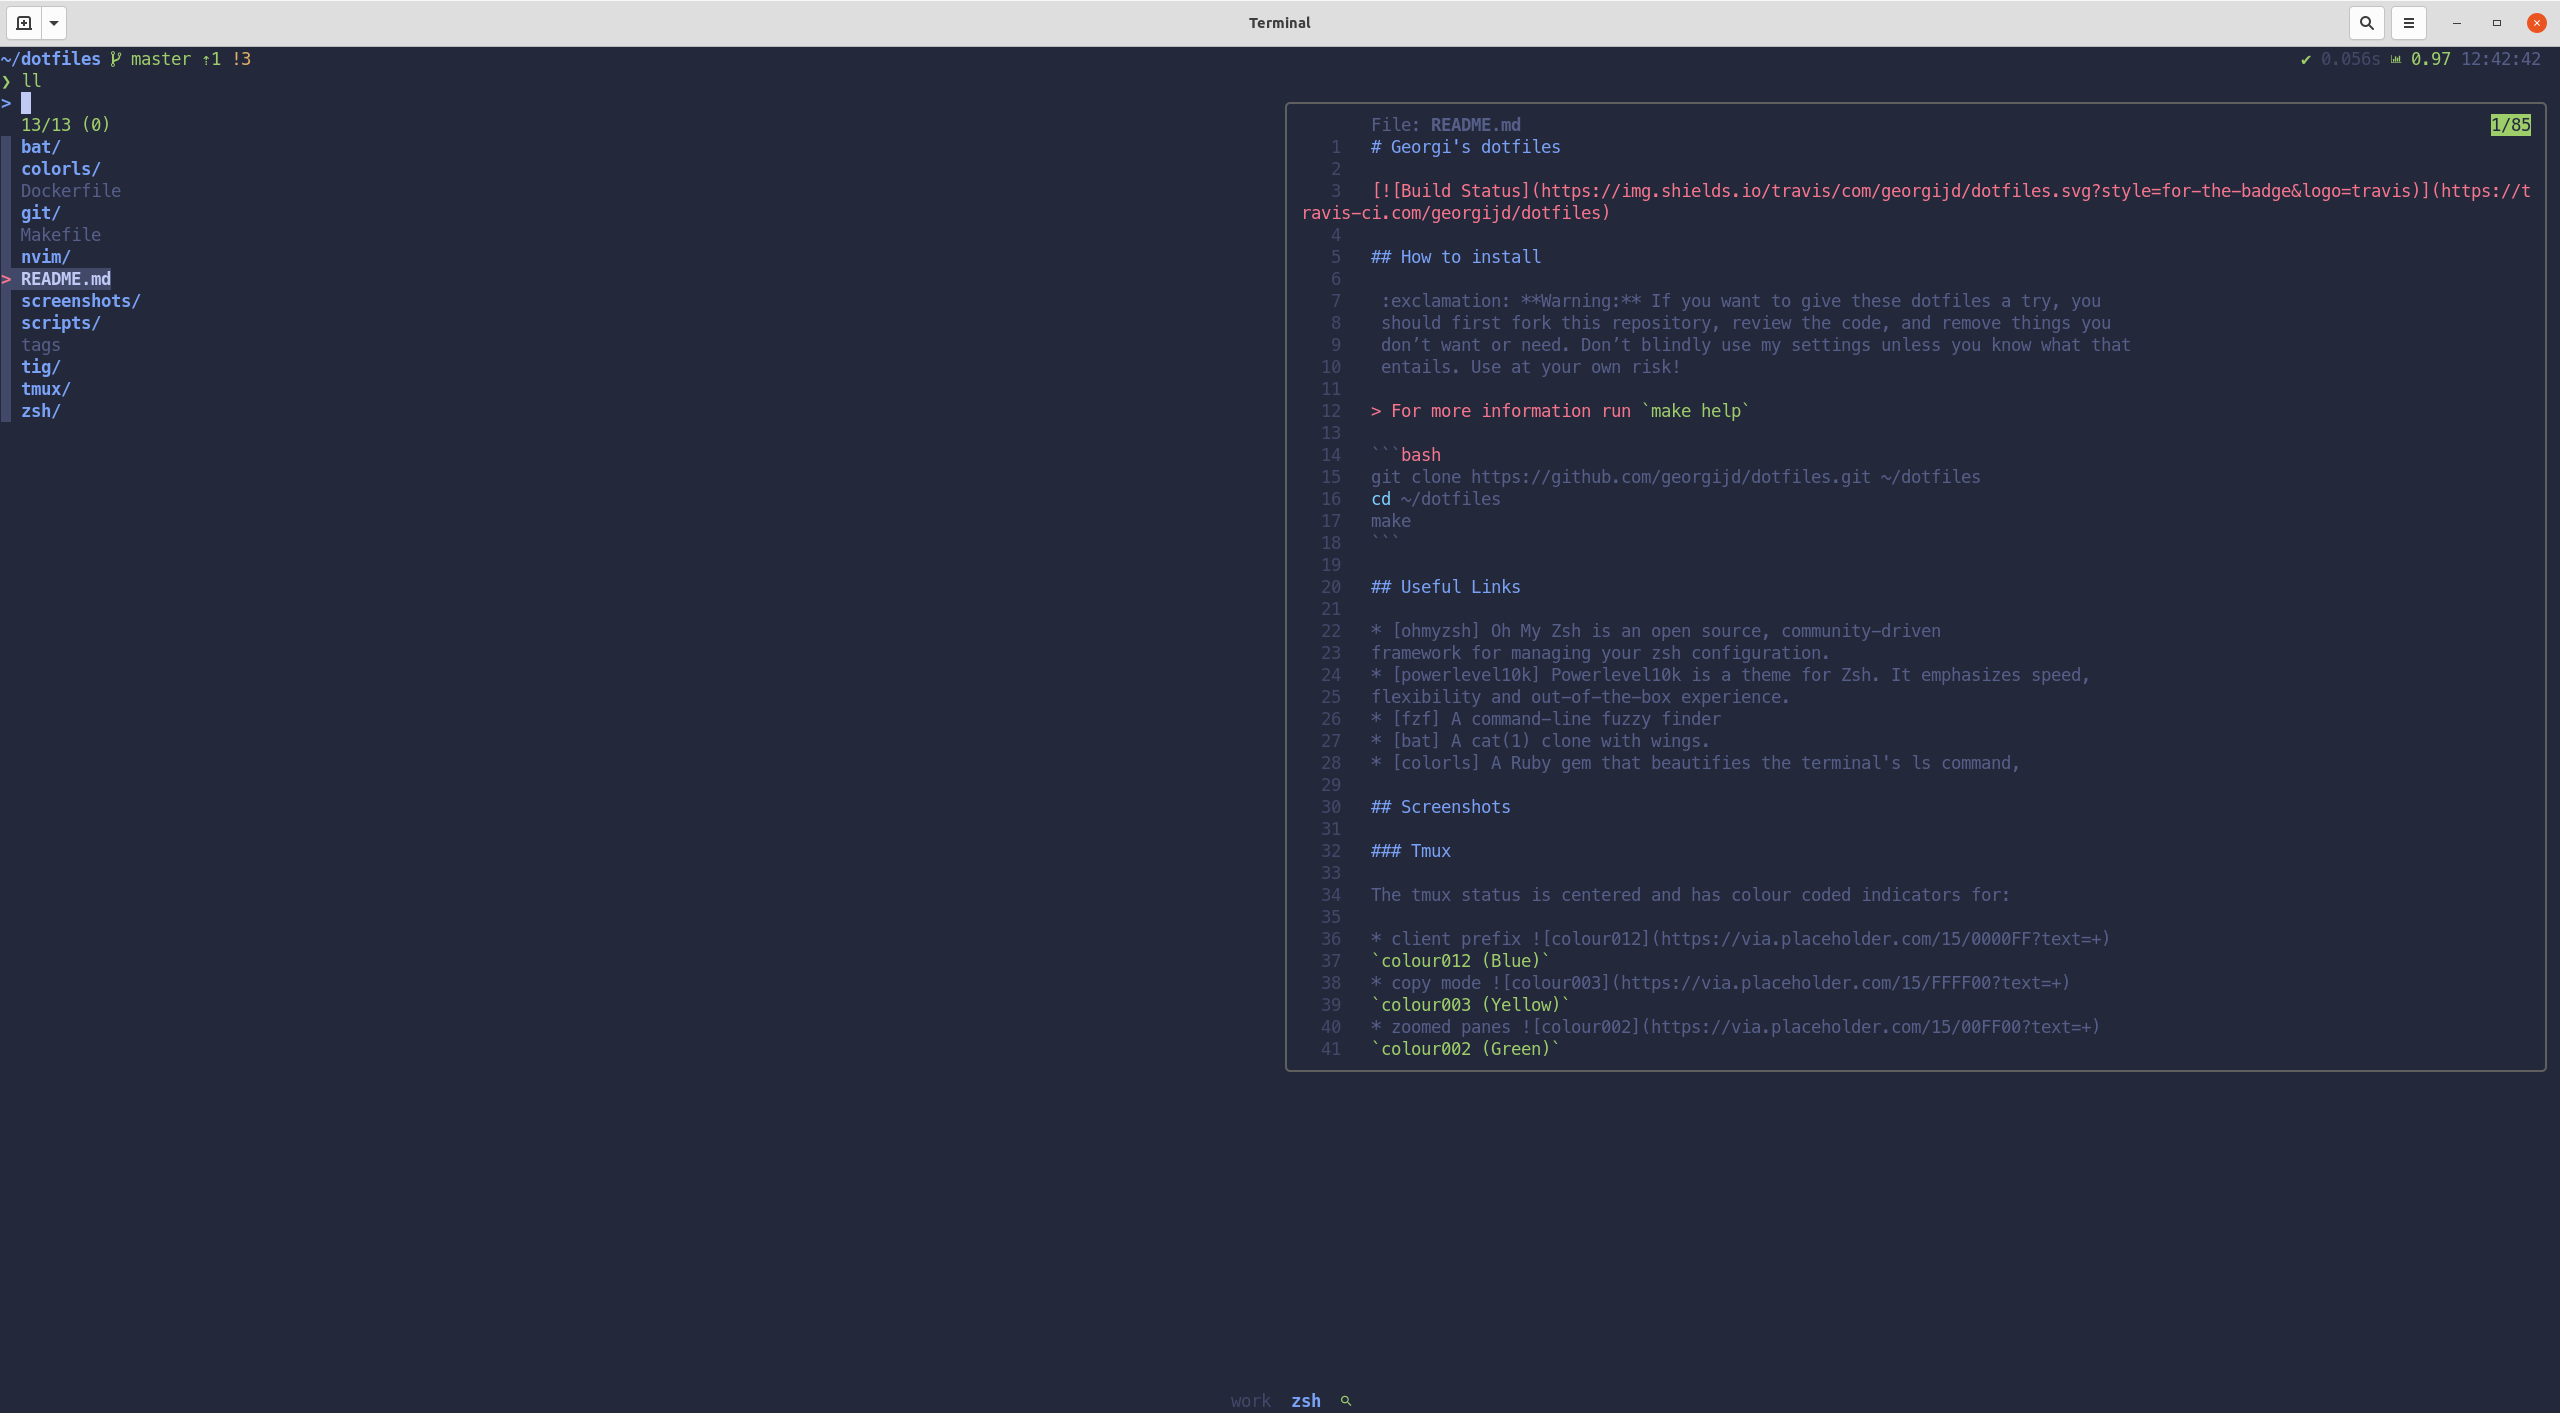 Terminal
~/dotfiles master ⇡1 !3 ✔ 0.056s 0.97 12:42:42
❯ ll
>
13/13 (0)
bat/
colorls/
Dockerfile
git/
Makefile
nvim/
> README.md
screenshots/
scripts/
tags
tig/
tmux/
zsh/
File: README.md 1/85
1 # Georgi's dotfiles
2
3 [![Build Status](https://img.shields.io/travis/com/georgijd/dotfiles.svg?style=for-the-badge&logo=travis)](https://t
ravis-ci.com/georgijd/dotfiles)
4
5 ## How to install
6
7 :exclamation: **Warning:** If you want to give these dotfiles a try, you
8 should first fork this repository, review the code, and remove things you
9 don’t want or need. Don’t blindly use my settings unless you know what that
10 entails. Use at your own risk!
11
12 > For more information run `make help`
13
14 ```bash
15 git clone https://github.com/georgijd/dotfiles.git ~/dotfiles
16 cd ~/dotfiles
17 make
18 ```
19
20 ## Useful Links
21
22 * [ohmyzsh] Oh My Zsh is an open source, community-driven
23 framework for managing your zsh configuration.
24 * [powerlevel10k] Powerlevel10k is a theme for Zsh. It emphasizes speed,
25 flexibility and out-of-the-box experience.
26 * [fzf] A command-line fuzzy finder
27 * [bat] A cat(1) clone with wings.
28 * [colorls] A Ruby gem that beautifies the terminal's ls command,
29
30 ## Screenshots
31
32 ### Tmux
33
34 The tmux status is centered and has colour coded indicators for:
35
36 * client prefix ![colour012](https://via.placeholder.com/15/0000FF?text=+)
37 `colour012 (Blue)`
38 * copy mode ![colour003](https://via.placeholder.com/15/FFFF00?text=+)
39 `colour003 (Yellow)`
40 * zoomed panes ![colour002](https://via.placeholder.com/15/00FF00?text=+)
41 `colour002 (Green)`
work zsh